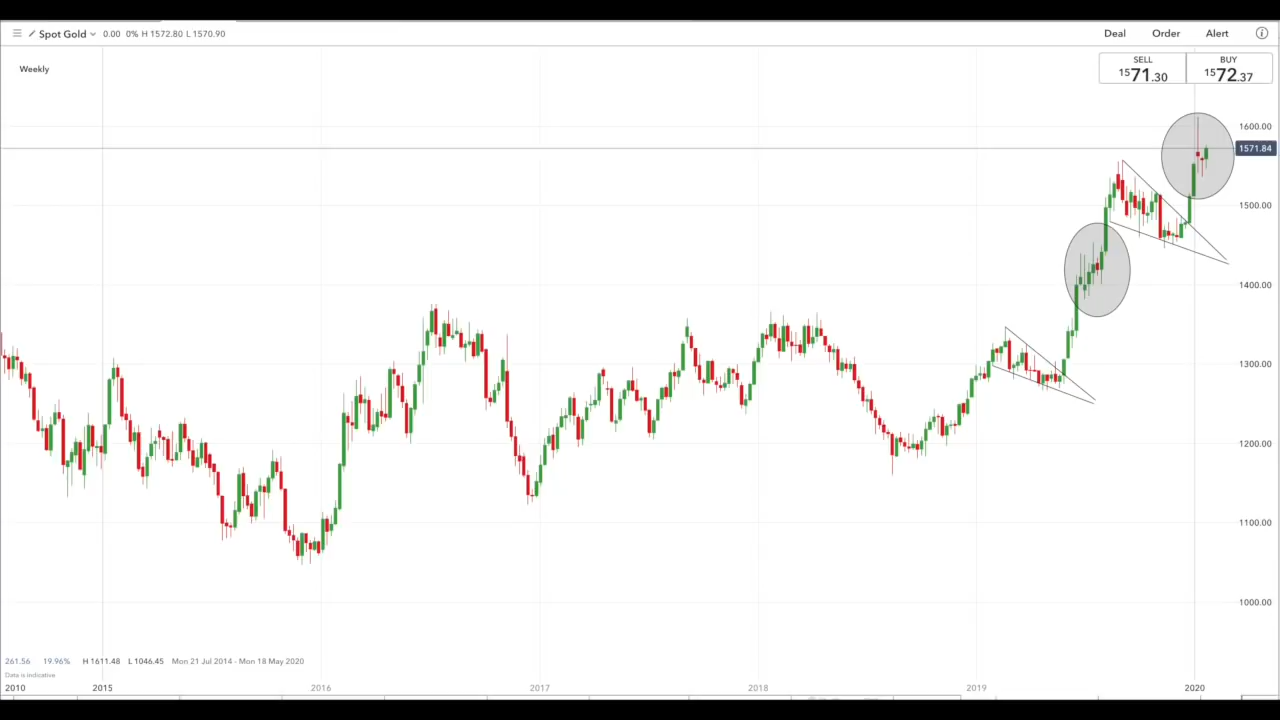 Spot Gold 0.00 0% H 1572.80 L 1570.90
Deal Order Alert i
Weekly
SELL BUY
1571.30 1572.37
1600.00
1571.84
1500.00
1400.00
1300.00
1200.00
1100.00
1000.00
261.56 19.96% H 1611.48 L 1046.45 Mon 21 Jul 2014 - Mon 18 May 2020
Data is indicative
2010 2015 2016 2017 2018 2019 2020